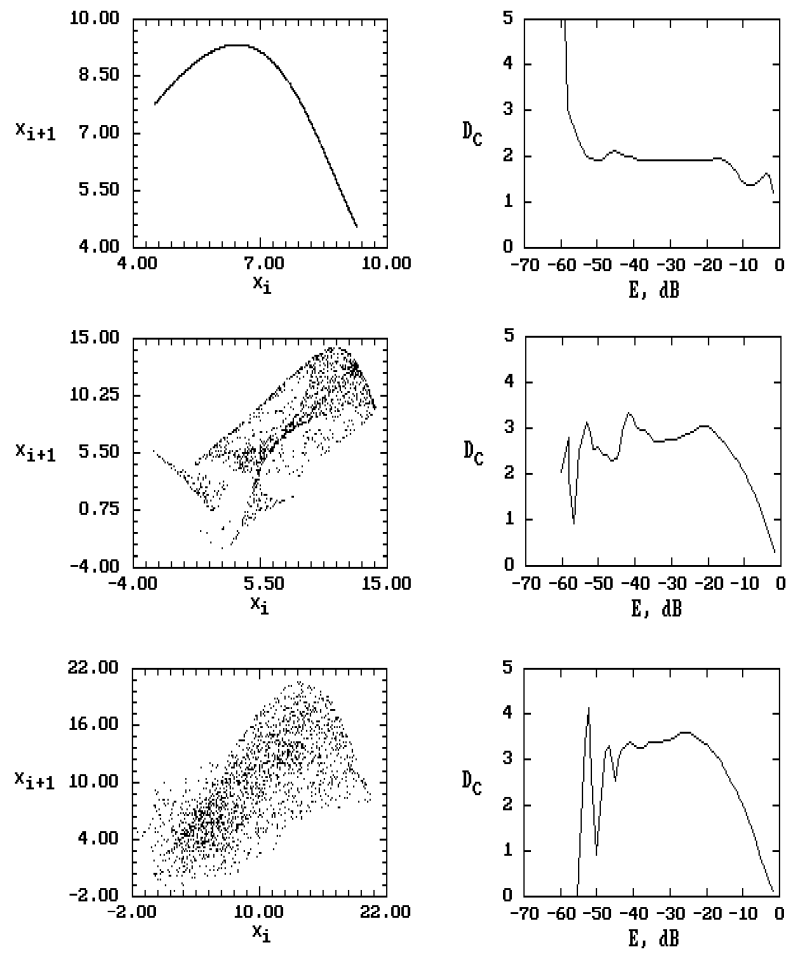 10.00
8.50
7.00
5.50
4.00
x_{i+1}
4.00 7.00 10.00
x_i
5
4
3
2
1
0
D_C
-70 -60 -50 -40 -30 -20 -10 0
E, dB
15.00
10.25
5.50
0.75
-4.00
x_{i+1}
-4.00 5.50 15.00
x_i
5
4
3
2
1
0
D_C
-70 -60 -50 -40 -30 -20 -10 0
E, dB
22.00
16.00
10.00
4.00
-2.00
x_{i+1}
-2.00 10.00 22.00
x_i
5
4
3
2
1
0
D_C
-70 -60 -50 -40 -30 -20 -10 0
E, dB